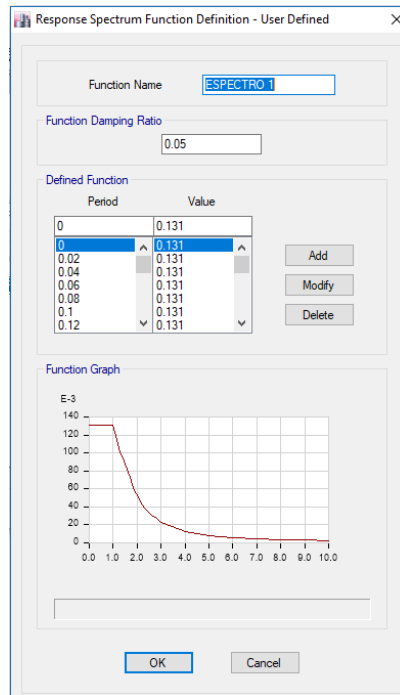 Response Spectrum Function Definition - User Defined
Function Name
ESPECTRO 1
Function Damping Ratio
0.05
Defined Function
Period Value
0 0.131
0 0.131
0.02 0.131
0.04 0.131
0.06 0.131
0.08 0.131
0.1 0.131
0.12 0.131
Add
Modify
Delete
Function Graph
E-3
140
120
100
80
60
40
20
0
0.0 1.0 2.0 3.0 4.0 5.0 6.0 7.0 8.0 9.0 10.0
OK Cancel